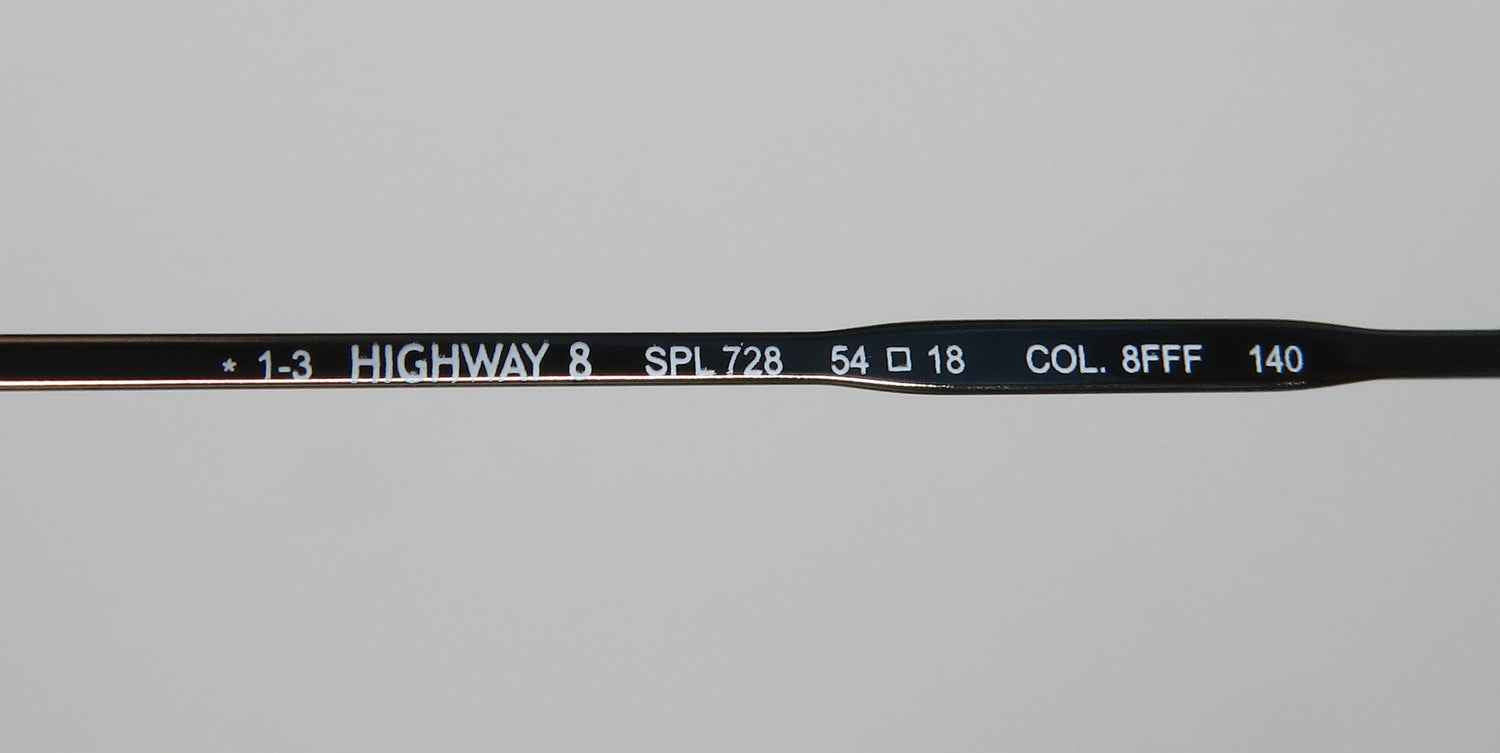 * 1-3 HIGHWAY 8 SPL 728 54 □ 18 COL. 8FFF 140